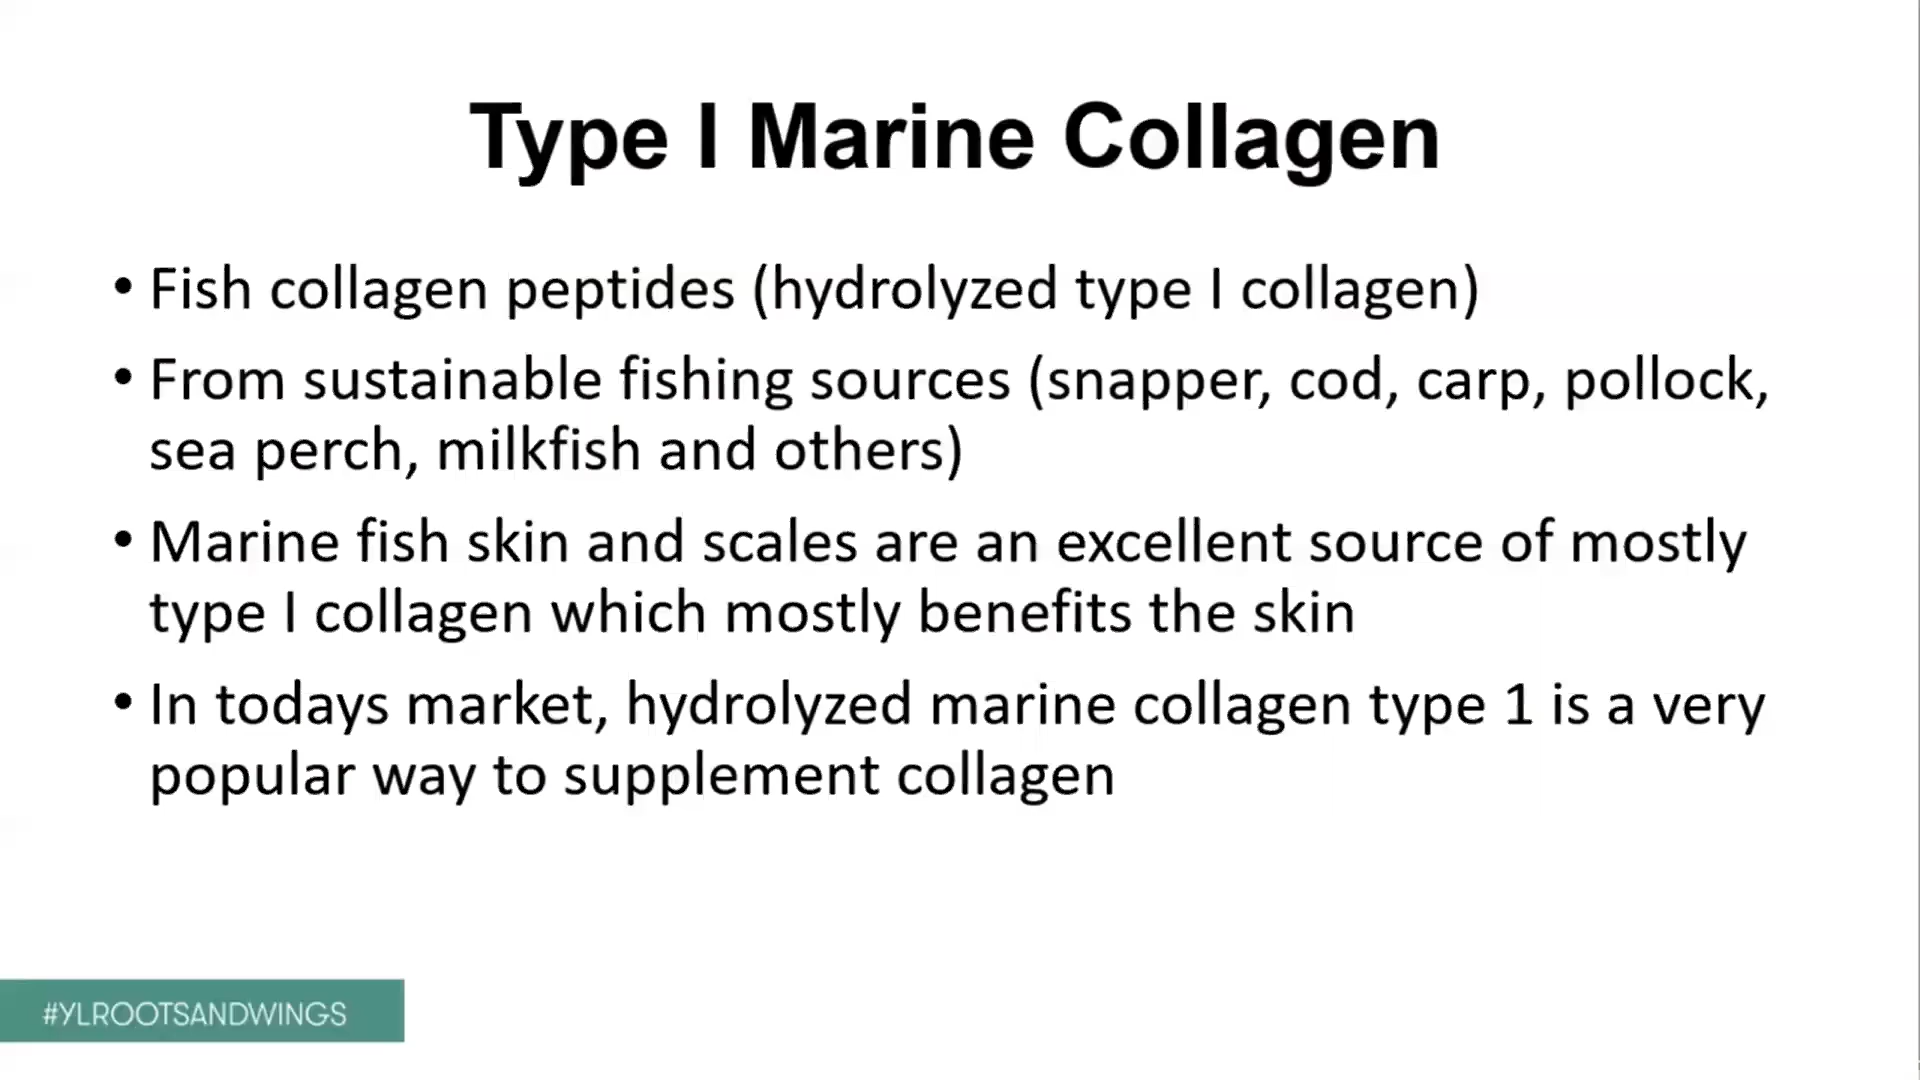 Type I Marine Collagen
• Fish collagen peptides (hydrolyzed type I collagen)
• From sustainable fishing sources (snapper, cod, carp, pollock,
sea perch, milkfish and others)
• Marine fish skin and scales are an excellent source of mostly
type I collagen which mostly benefits the skin
• In todays market, hydrolyzed marine collagen type 1 is a very
popular way to supplement collagen
#YLROOTSANDWINGS